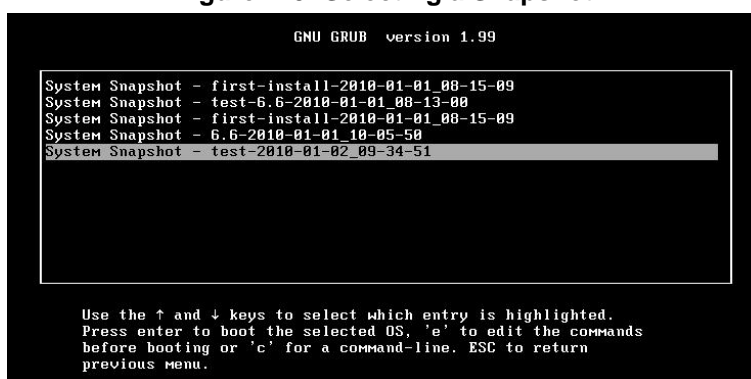 GNU GRUB version 1.99
System Snapshot - first-install-2010-01-01_08-15-09
System Snapshot - test-6.6-2010-01-01_08-13-00
System Snapshot - first-install-2010-01-01_08-15-09
System Snapshot - 6.6-2010-01-01_10-05-50
System Snapshot - test-2010-01-02_09-34-51
Use the ↑ and ↓ keys to select which entry is highlighted.
Press enter to boot the selected OS, 'e' to edit the commands
before booting or 'c' for a command-line. ESC to return
previous menu.